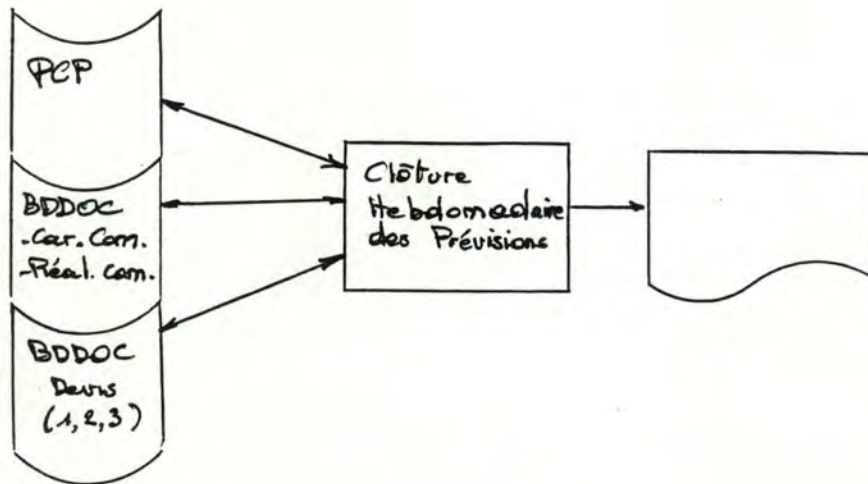 PCP
BDDOC
-Car. Com.
-Réal. com.
BDDOC
Devis
(1,2,3)
Clôture
Hebdomadaire
des Prévisions